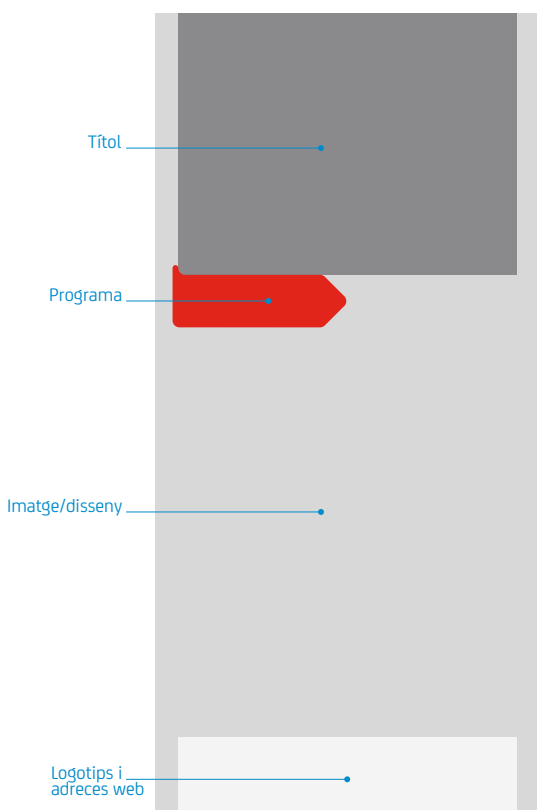 Títol
Programa
Imatge/disseny
Logotips i
adreces web